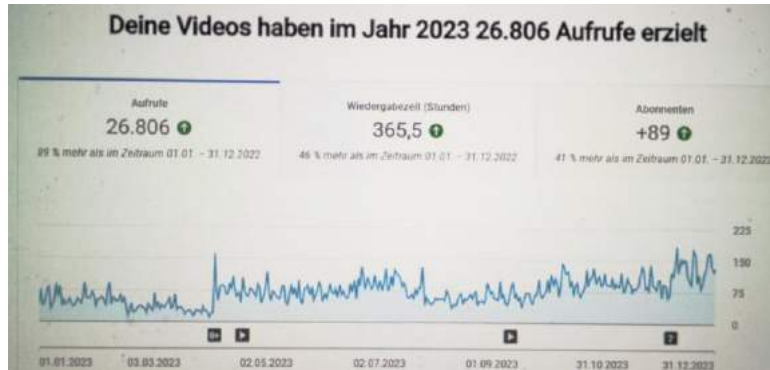 Deine Videos haben im Jahr 2023 26.806 Aufrufe erzielt
Aufrufe
26.806
89 % mehr als im Zeitraum 01.01. – 31.12.2022
Wiedergabezeit (Stunden)
365,5
46 % mehr als im Zeitraum 01.01. – 31.12.2022
Abonnenten
+89
41 % mehr als im Zeitraum 01.01. – 31.12.2022
225
150
75
0
01.01.2023 03.03.2023 02.05.2023 02.07.2023 01.09.2023 31.10.2023 31.12.2023